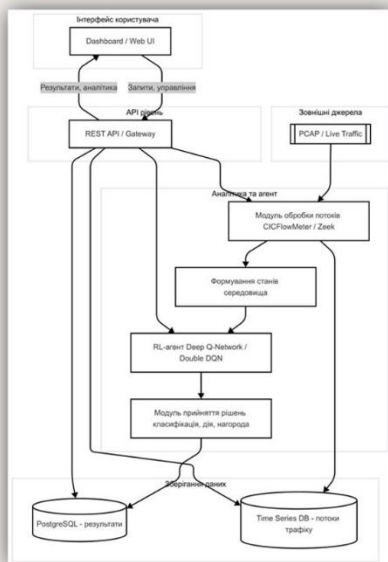 Інтерфейс користувача
Dashboard / Web UI
Результати, аналітика
Запити, управління
API рівень
Зовнішні джерела
REST API / Gateway
PCAP / Live Traffic
Аналітика та агент
Модуль обробки потоків
CICFlowMeter / Zeek
Формування станів
середовища
RL-агент Deep Q-Network /
Double DQN
Модуль прийняття рішень
класифікація, дія, нагорода
Зберігання даних
PostgreSQL - результати
Time Series DB - потоки
трафіку